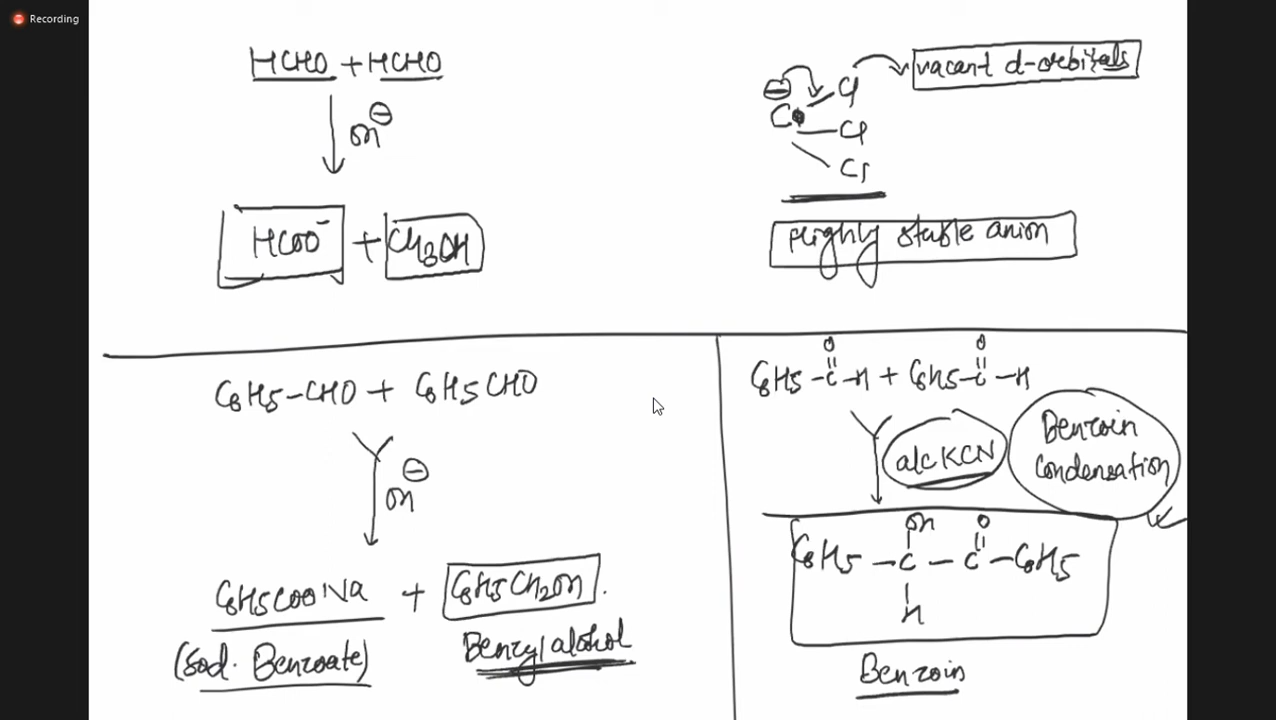 Recording
HCHO + HCHO
OH⊖
HCOO⁻ + CH3OH
vacant d-orbitals
⊖
Cl
C — Cl
Cl
Highly stable anion
C6H5-CHO + C6H5CHO
OH⊖
C6H5COONa + C6H5CH2OH.
(Sod. Benzoate) Benzyl alcohol
O O
C6H5-C-H + C6H5-C-H
alc KCN
Benzoin
Condensation
OH O
C6H5 - C - C - C6H5
H
Benzoin